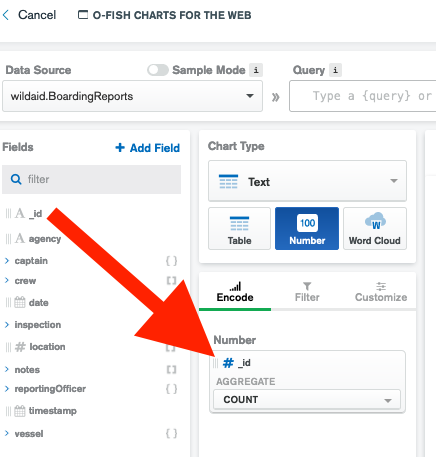 Cancel
O-FISH CHARTS FOR THE WEB
Data Source
Sample Mode i
Query i
wildaid.BoardingReports
»
Type a {query} or
Fields
+ Add Field
filter
A _id
A agency
captain { }
crew [ ]
date
inspection
# location
notes [ ]
reportingOfficer { }
timestamp
vessel { }
Chart Type
Text
100
W
Table
Number
Word Cloud
Encode
Filter
Customize
Number
# _id
AGGREGATE
COUNT